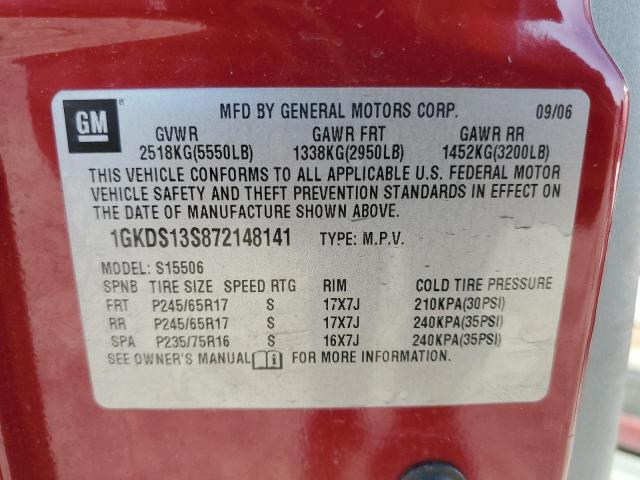 GM
®
MFD BY GENERAL MOTORS CORP. 09/06
GVWR GAWR FRT GAWR RR
2518KG(5550LB) 1338KG(2950LB) 1452KG(3200LB)
THIS VEHICLE CONFORMS TO ALL APPLICABLE U.S. FEDERAL MOTOR
VEHICLE SAFETY AND THEFT PREVENTION STANDARDS IN EFFECT ON
THE DATE OF MANUFACTURE SHOWN ABOVE.
1GKDS13S872148141 TYPE: M.P.V.
MODEL: S15506
SPNB TIRE SIZE SPEED RTG RIM COLD TIRE PRESSURE
FRT P245/65R17 S 17X7J 210KPA(30PSI)
RR P245/65R17 S 17X7J 240KPA(35PSI)
SPA P235/75R16 S 16X7J 240KPA(35PSI)
SEE OWNER'S MANUAL FOR MORE INFORMATION.